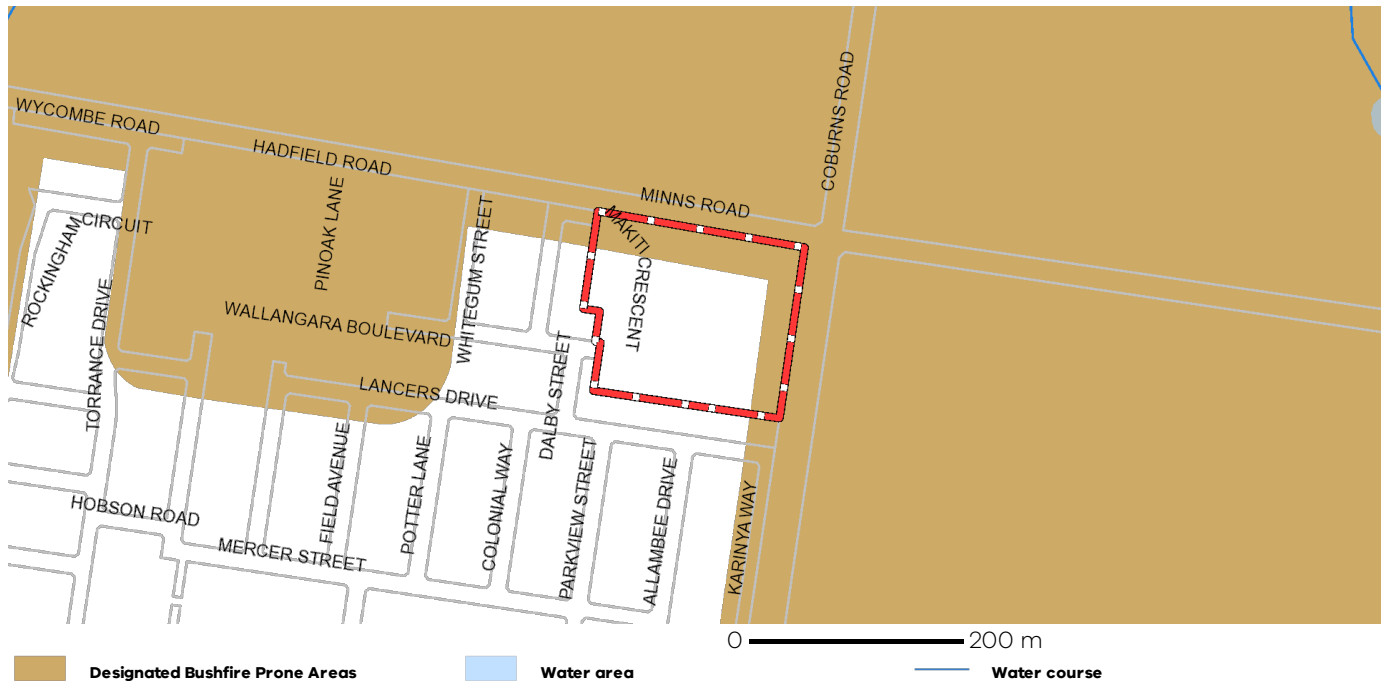 COBURNS ROAD
WYCOMBE ROAD
HADFIELD ROAD
MINNS ROAD
PINOAK LANE
WHITEGUM STREET
MAKITI CRESCENT
CIRCUIT
ROCKINGHAM
TORRANCE DRIVE
WALLANGARA BOULEVARD
DALBY STREET
LANCERS DRIVE
FIELD AVENUE
POTTER LANE
COLONIAL WAY
PARKVIEW STREET
ALLAMBEE DRIVE
KARINYA WAY
HOBSON ROAD
MERCER STREET
0 200 m
Designated Bushfire Prone Areas
Water area
Water course